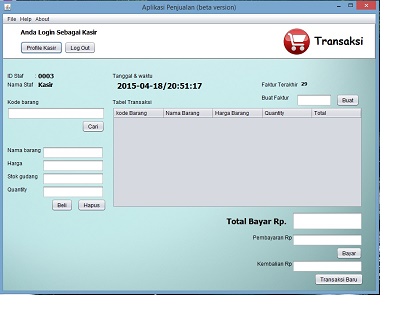 Aplikasi Penjualan (beta version)
File Help About
Anda Login Sebagai Kasir
Profile Kasir Log Out
Transaksi
ID Staf : 0003
Nama Staf : Kasir
Tanggal & waktu
2015-04-18/20:51:17
Faktur Terakhir 29
Buat Faktur Buat
Kode barang
Cari
Tabel Transaksi
kode Barang Nama Barang Harga Barang Quantity Total
Nama barang
Harga
Stok gudang
Quantity
Beli Hapus
Total Bayar Rp.
Pembayaran Rp
Bayar
Kembalian Rp
Transaksi Baru